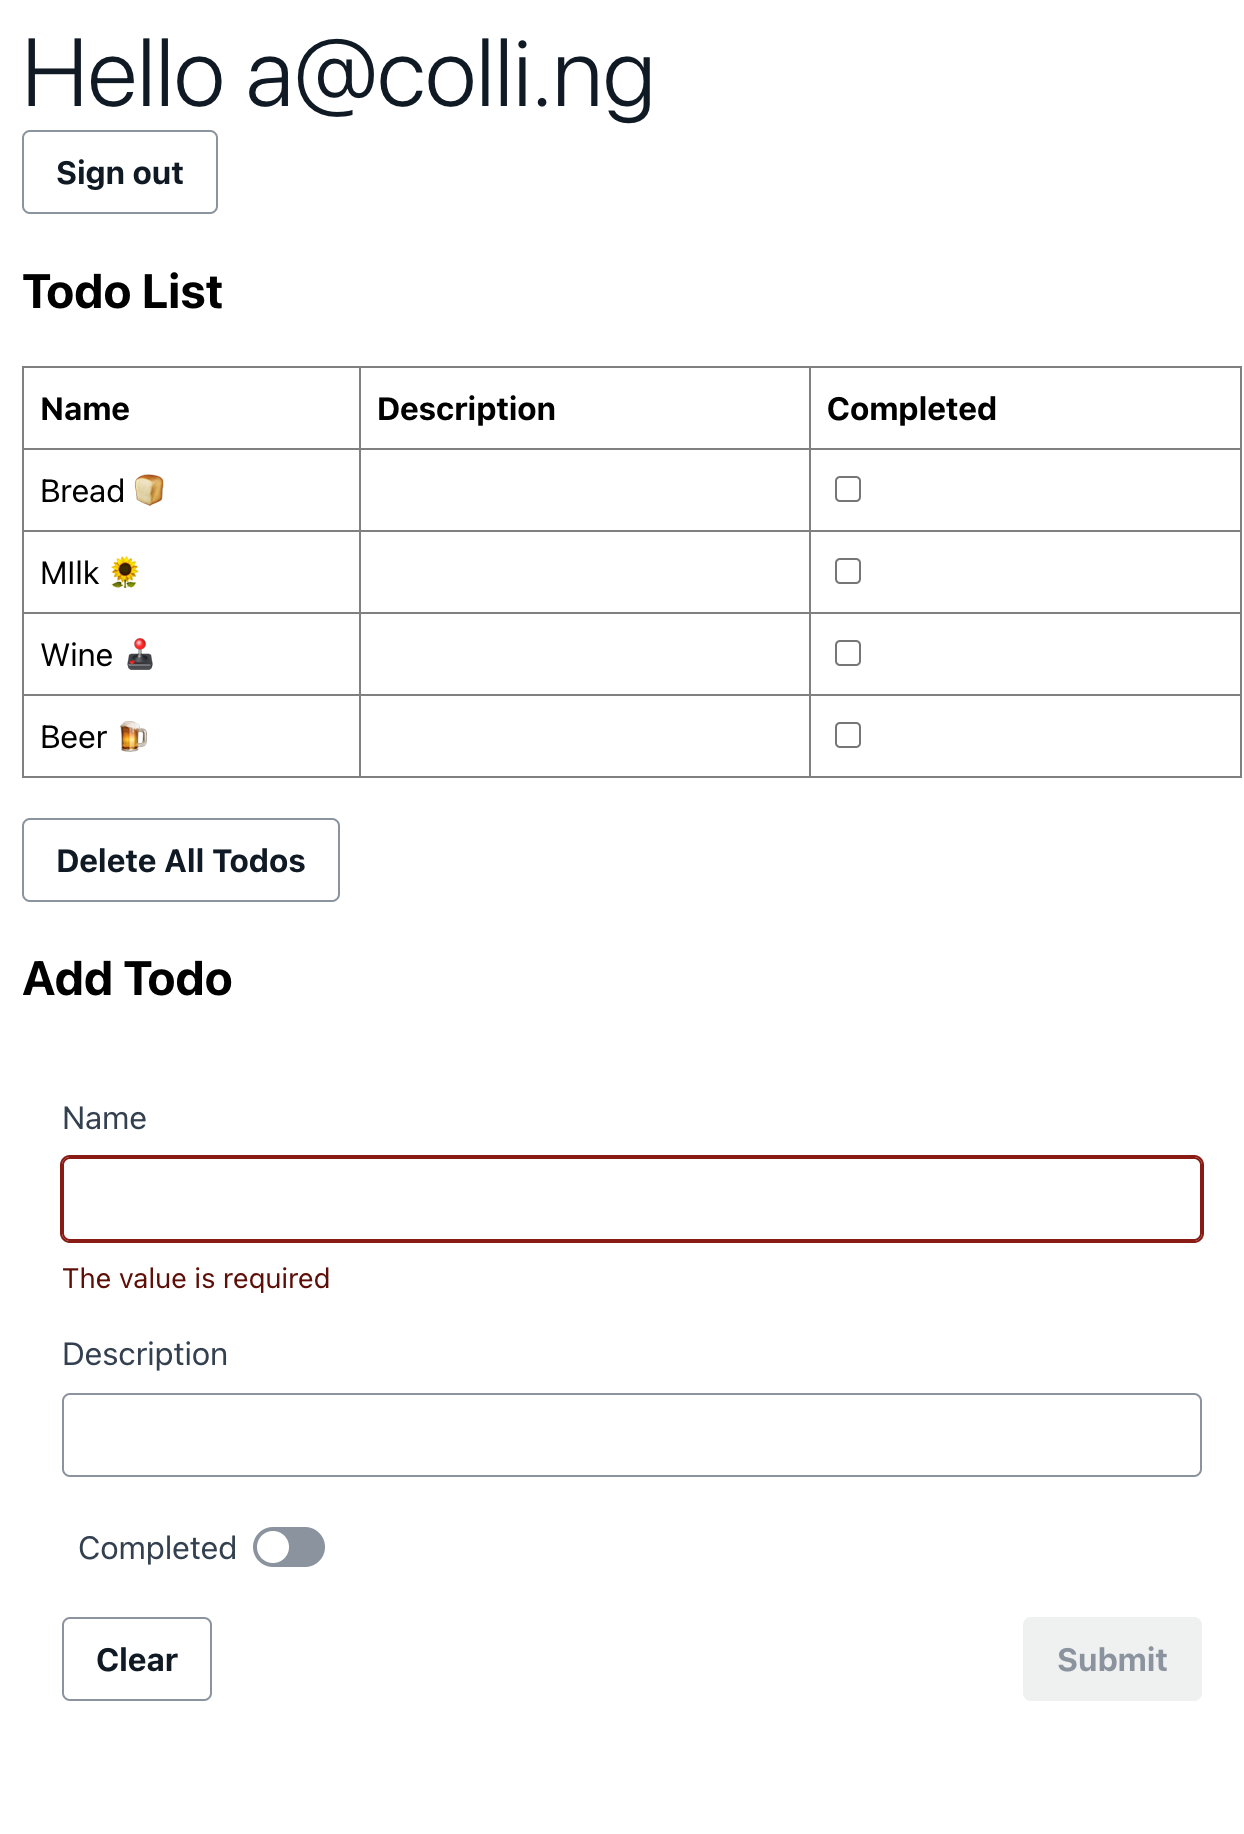 Hello a@colli.ng
Sign out
Todo List
Name Description Completed
Bread 🍞
MIlk 🌻
Wine 🕹️
Beer 🍺
Delete All Todos
Add Todo
Name
The value is required
Description
Completed
Clear Submit